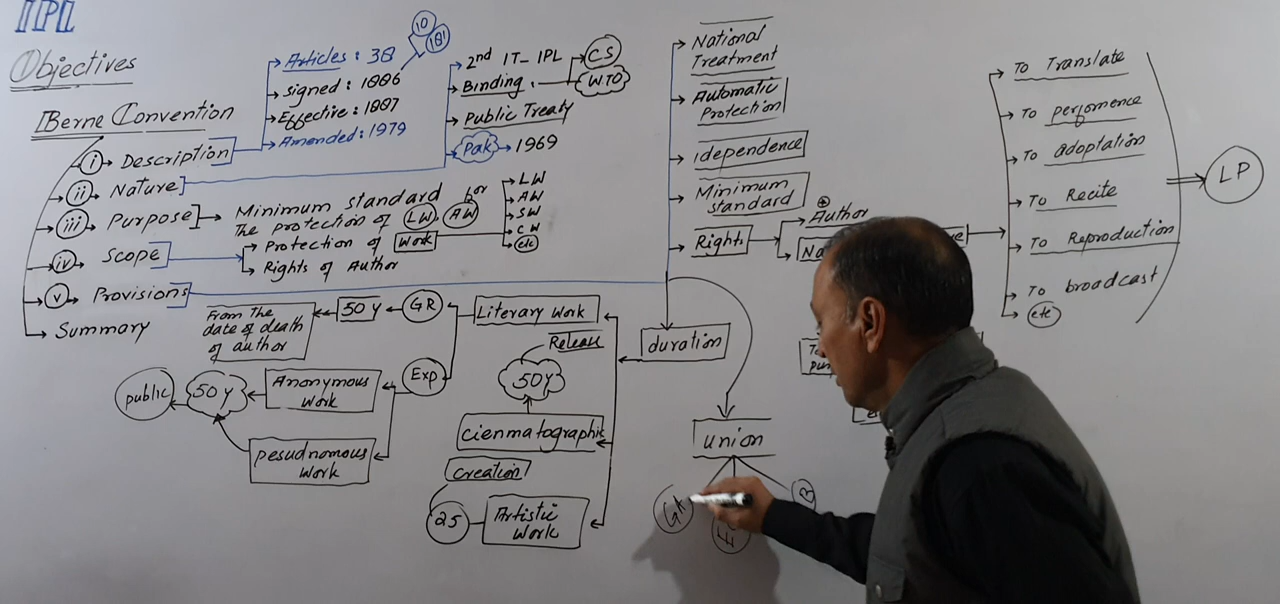 IPL
Objectives
Berne Convention
i Description
ii Nature
iii Purpose
iv Scope
v Provisions
Summary
Articles: 38
10
181
signed: 1886
Effective: 1887
Amended: 1979
2nd IT-IPL
Binding
CS
WTO
Public Treaty
Pak → 1969
Minimum standard for
The protection of LW, AW
Protection of Work
Rights of Author
LW
AW
SW
CW
etc
National
Treatment
Automatic
Protection
Idependence
Minimum
standard
Rights
Author
To Translate
To perfomence
To adoptation
To Recite
To Reproduction
To broadcast
etc
LP
duration
Literary Work
GR
50 y
From The
date of death
of author
Exp
Anonymous
Work
pesudnomous
Work
50 y
public
Release
50 y
cienmatographic
creation
25
Artistic
Work
union
GA
B